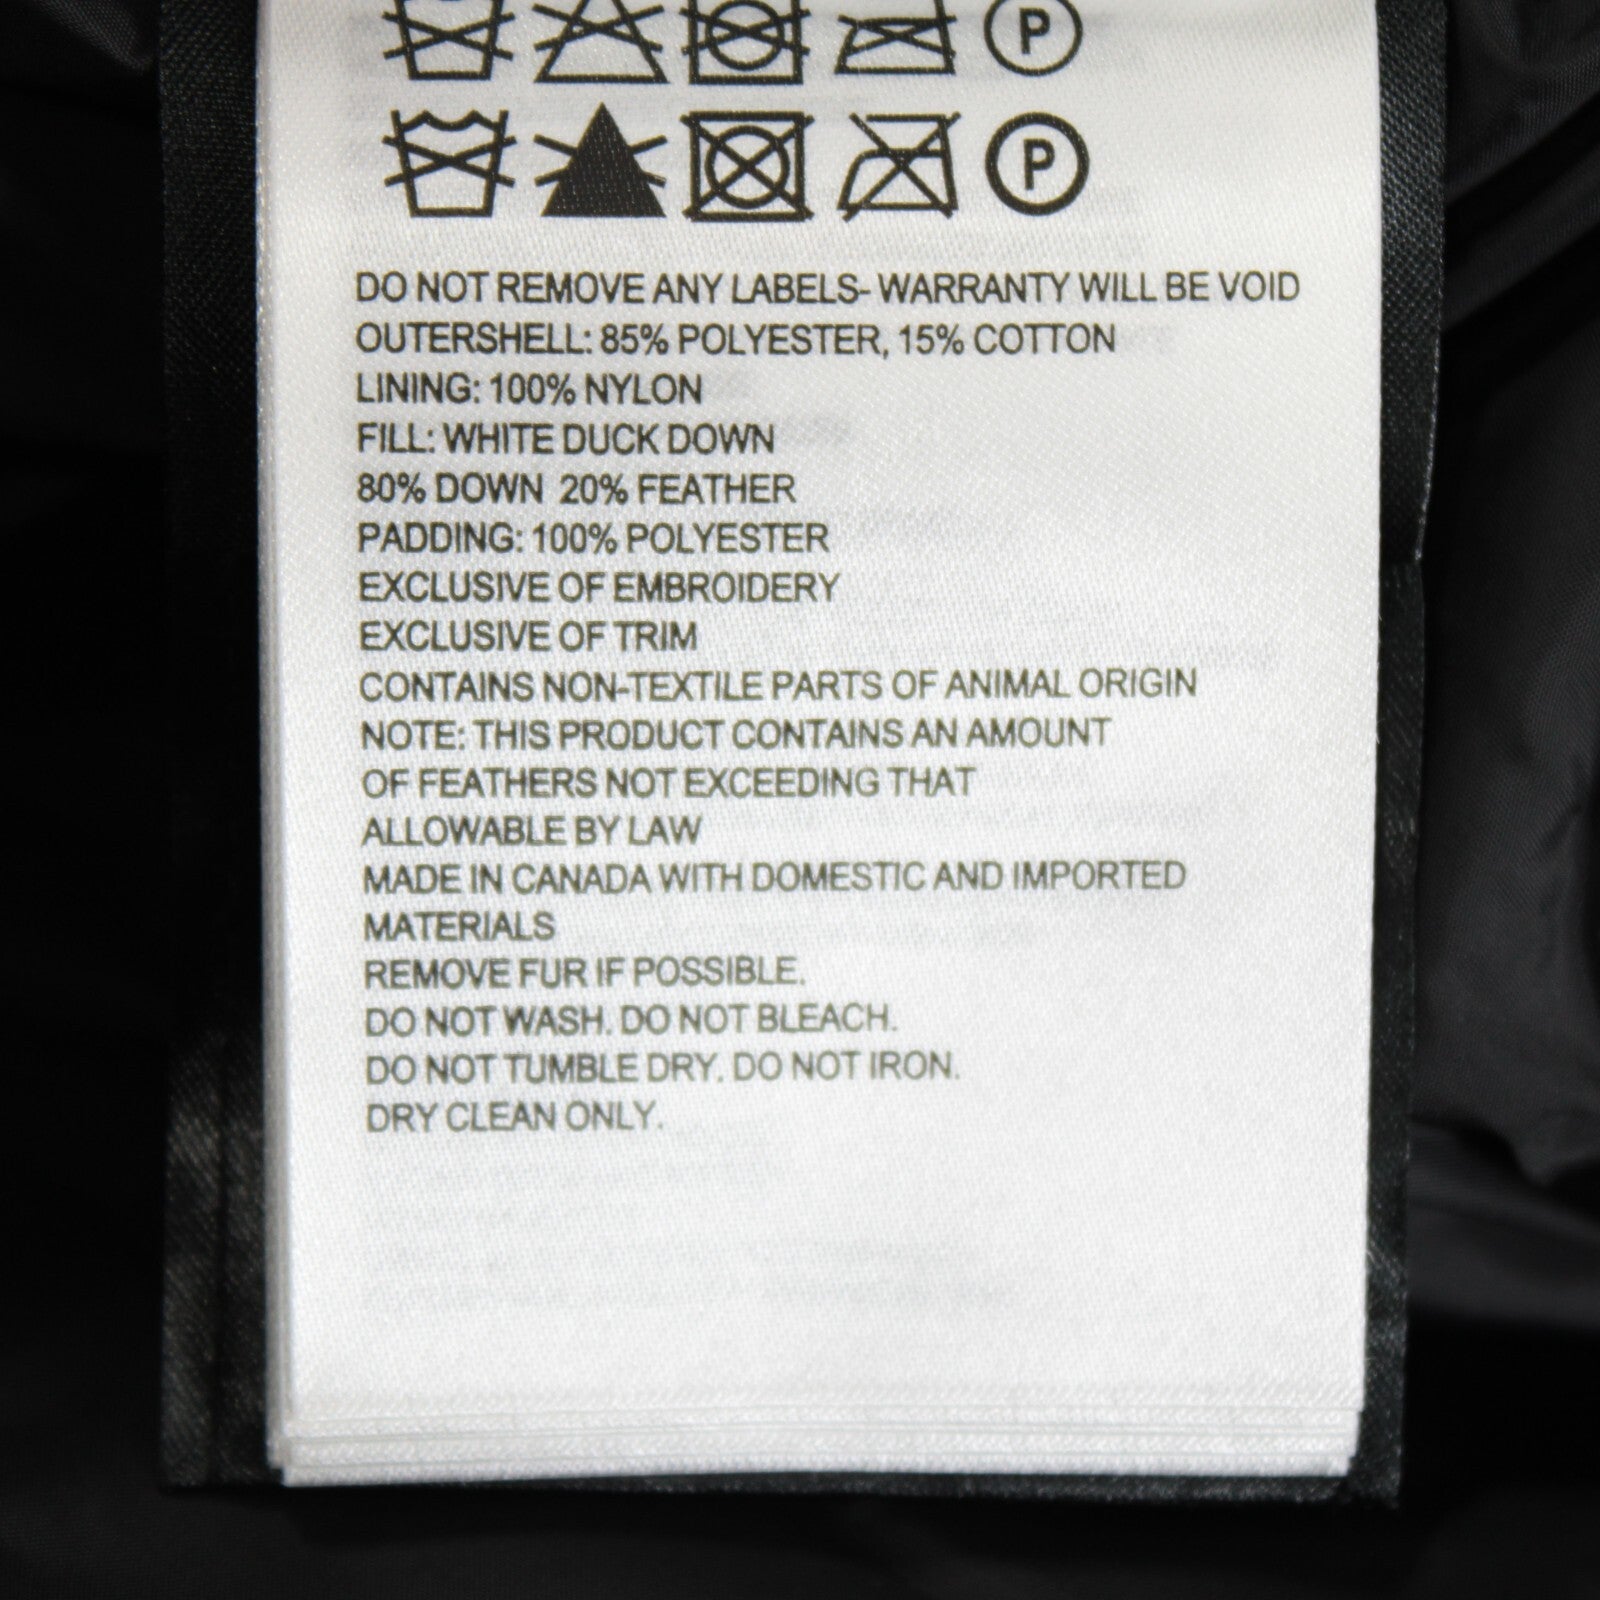 P
P
DO NOT REMOVE ANY LABELS- WARRANTY WILL BE VOID
OUTERSHELL: 85% POLYESTER, 15% COTTON
LINING: 100% NYLON
FILL: WHITE DUCK DOWN
80% DOWN 20% FEATHER
PADDING: 100% POLYESTER
EXCLUSIVE OF EMBROIDERY
EXCLUSIVE OF TRIM
CONTAINS NON-TEXTILE PARTS OF ANIMAL ORIGIN
NOTE: THIS PRODUCT CONTAINS AN AMOUNT
OF FEATHERS NOT EXCEEDING THAT
ALLOWABLE BY LAW
MADE IN CANADA WITH DOMESTIC AND IMPORTED
MATERIALS
REMOVE FUR IF POSSIBLE.
DO NOT WASH. DO NOT BLEACH.
DO NOT TUMBLE DRY. DO NOT IRON.
DRY CLEAN ONLY.